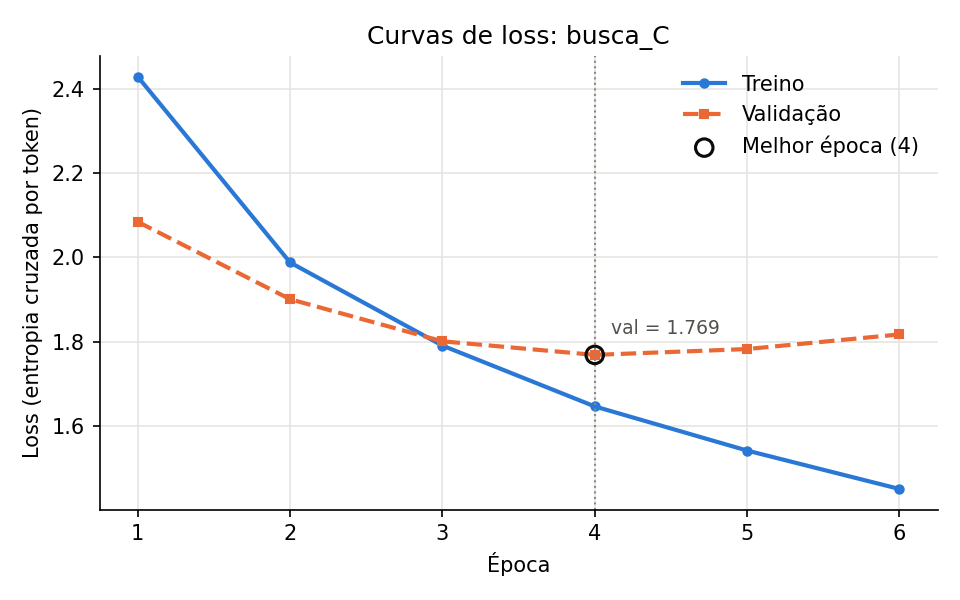 Curvas de loss: busca_C
Treino
Validação
Melhor época (4)
val = 1.769
Loss (entropia cruzada por token)
2.4
2.2
2.0
1.8
1.6
1 2 3 4 5 6
Época